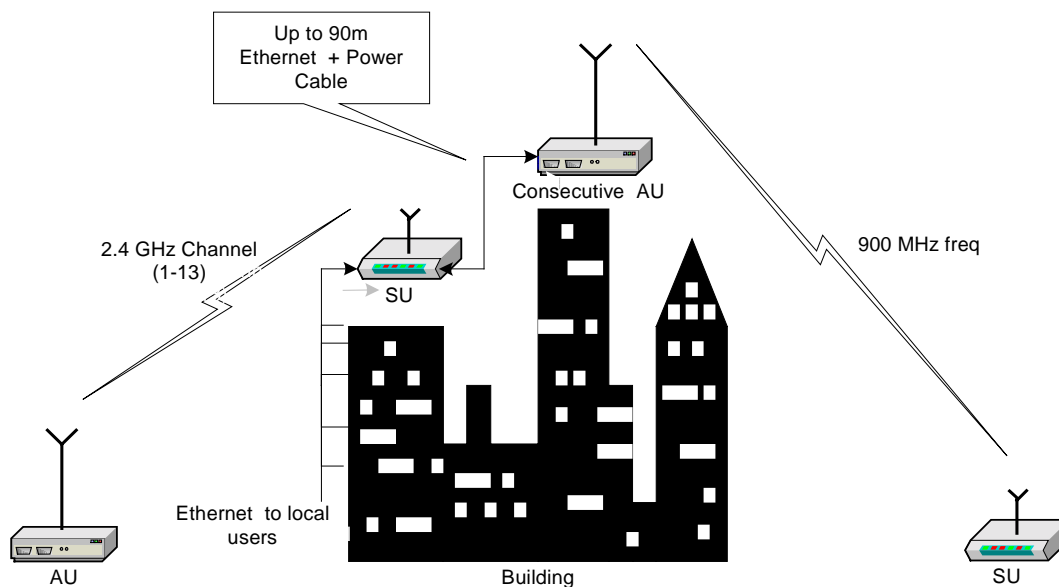 Up to 90m
Ethernet + Power
Cable
Consecutive AU
2.4 GHz Channel
(1-13)
900 MHz freq
SU
Ethernet to local
users
AU
Building
SU